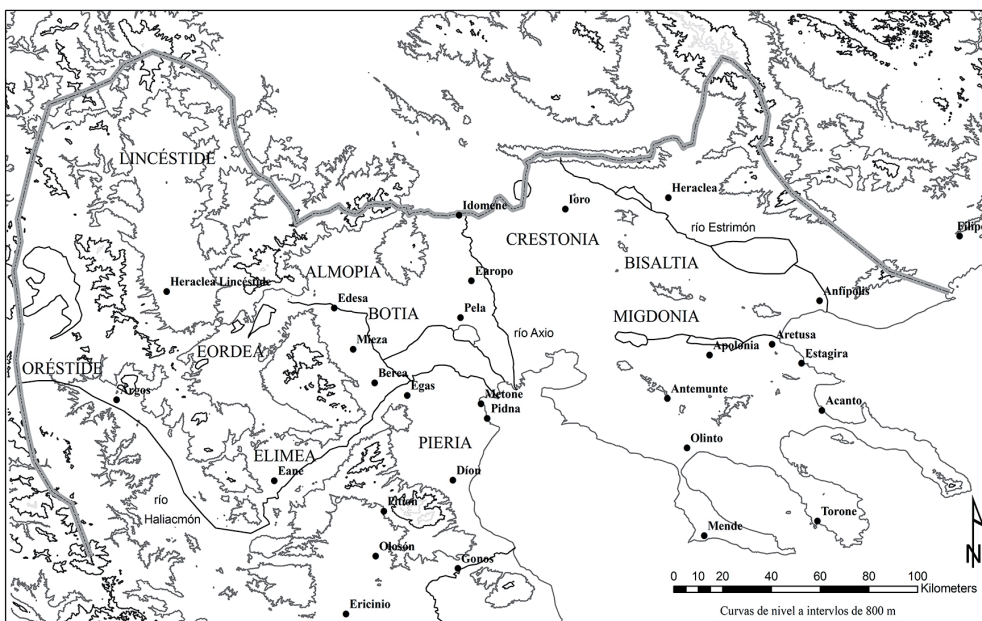 LINCÉSTIDE
Heraclea
Idomene
Ioro
río Estrimón
CRESTONIA
BISALTIA
ALMOPIA
Europo
Heraclea Lincéstide
Anfípolis
Edesa
BOTIA
Pela
MIGDONIA
río Axio
Aretusa
EORDEA
Mieza
Apolonia
Estagira
ORÉSTIDE
Berea
Egas
Argos
Metone
Antemunte
Pidna
Acanto
PIERIA
Olinto
ELIMEA
Eane
Díon
río
Haliacmón
Pition
Torone
Mende
N
Olosón
Gonos
0 10 20 40 60 80 100
Kilometers
Ericinio
Curvas de nivel a intervlos de 800 m